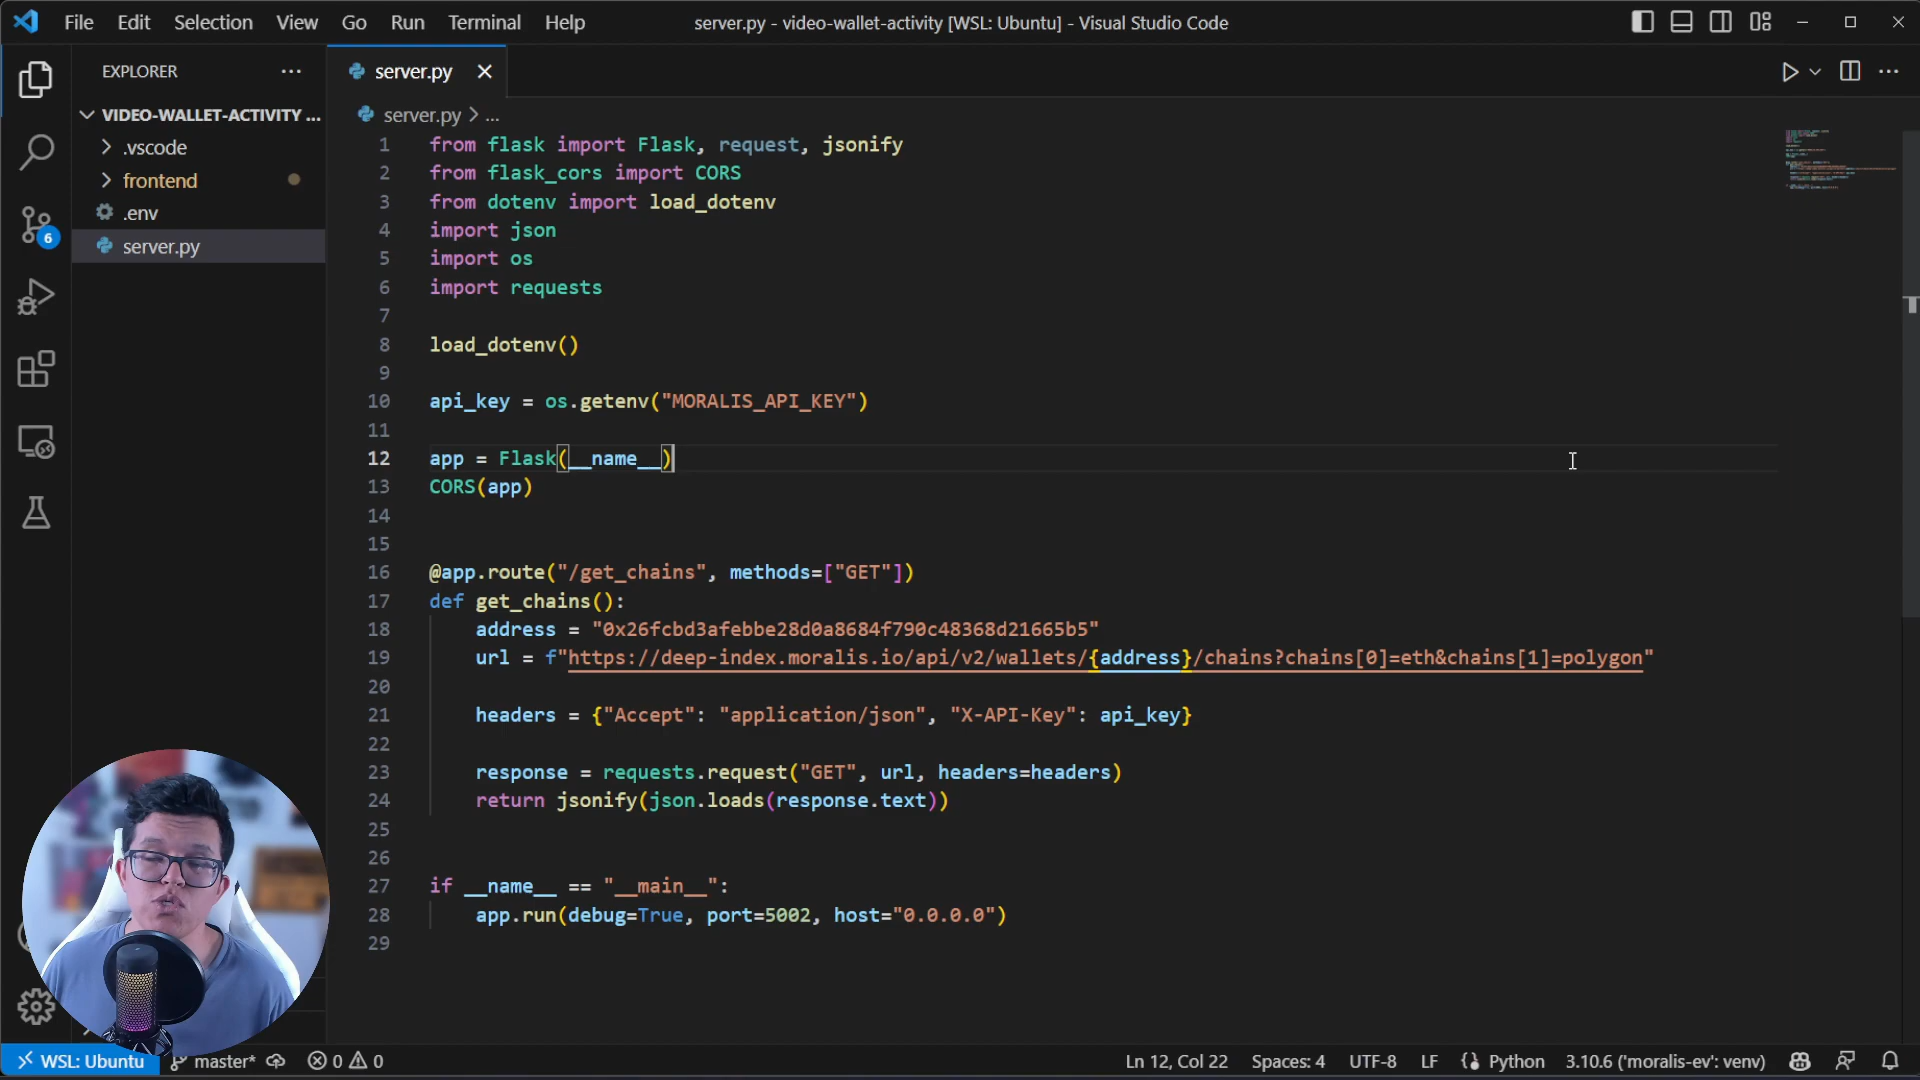 File Edit Selection View Go Run Terminal Help
server.py - video-wallet-activity [WSL: Ubuntu] - Visual Studio Code
EXPLORER
VIDEO-WALLET-ACTIVITY ...
.vscode
frontend
.env
server.py
6
server.py
server.py > ...
1 from flask import Flask, request, jsonify
2 from flask_cors import CORS
3 from dotenv import load_dotenv
4 import json
5 import os
6 import requests
7
8 load_dotenv()
9
10 api_key = os.getenv("MORALIS_API_KEY")
11
12 app = Flask(__name__)
13 CORS(app)
14
15
16 @app.route("/get_chains", methods=["GET"])
17 def get_chains():
18 address = "0x26fcbd3afebbe28d0a8684f790c48368d21665b5"
19 url = f"https://deep-index.moralis.io/api/v2/wallets/{address}/chains?chains[0]=eth&chains[1]=polygon"
20
21 headers = {"Accept": "application/json", "X-API-Key": api_key}
22
23 response = requests.request("GET", url, headers=headers)
24 return jsonify(json.loads(response.text))
25
26
27 if __name__ == "__main__":
28 app.run(debug=True, port=5002, host="0.0.0.0")
29
WSL: Ubuntu master* 0 0 Ln 12, Col 22 Spaces: 4 UTF-8 LF Python 3.10.6 ('moralis-ev': venv)